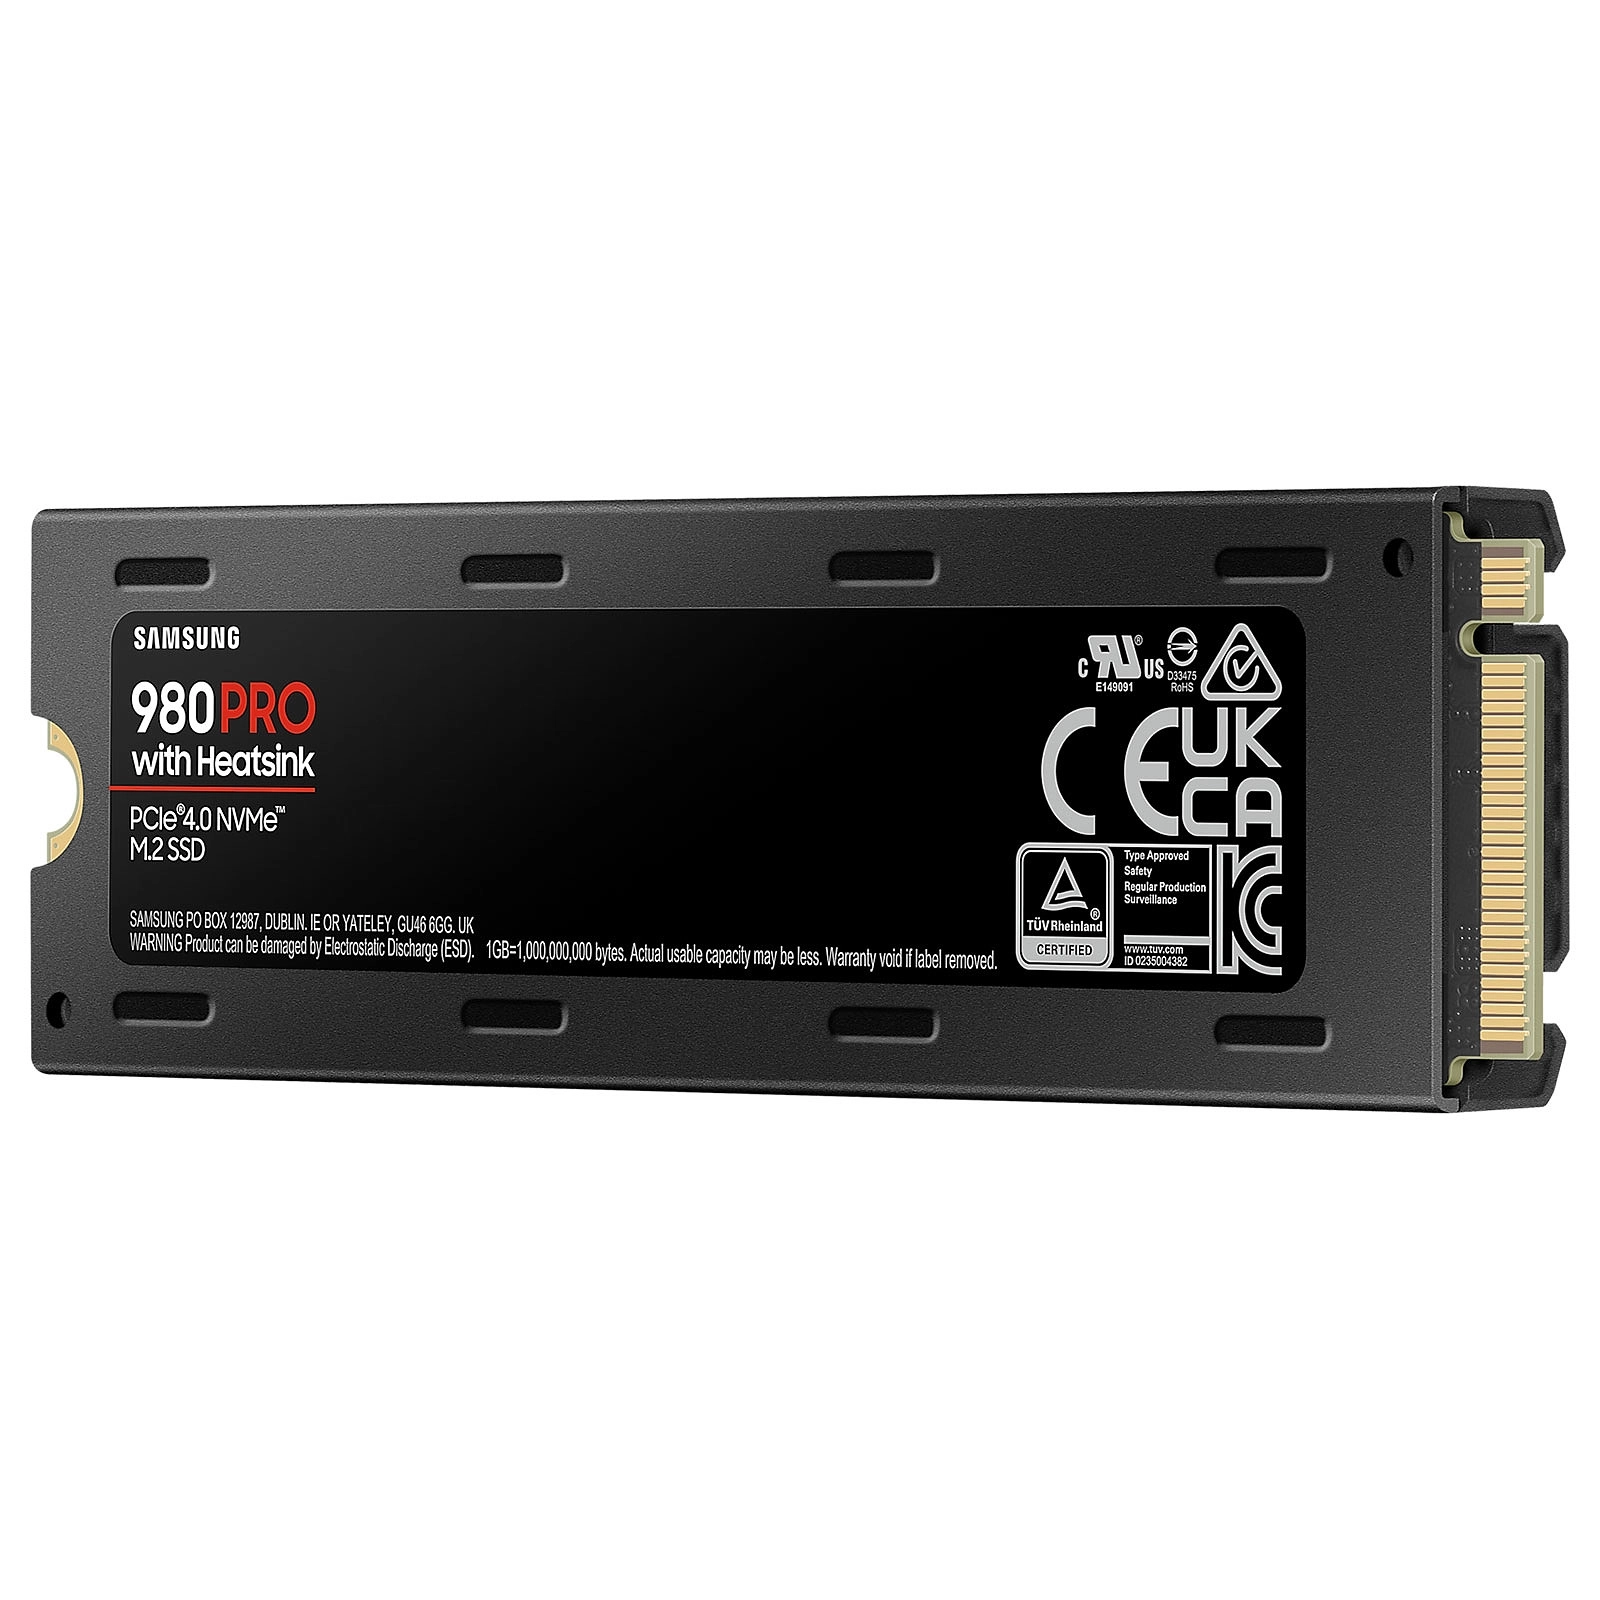 SAMSUNG
980 PRO
with Heatsink
PCIe®4.0 NVMe™
M.2 SSD
SAMSUNG PO BOX 12987, DUBLIN. IE OR YATELEY, GU46 6GG. UK
WARNING Product can be damaged by Electrostatic Discharge (ESD). 1GB=1,000,000,000 bytes. Actual usable capacity may be less. Warranty void if label removed.
C RU® US
E149091
D33475
RoHS
CE
UK
CA
TÜVRheinland®
CERTIFIED
Type Approved
Safety
Regular Production
Surveillance
www.tuv.com
ID 0235004382
KC